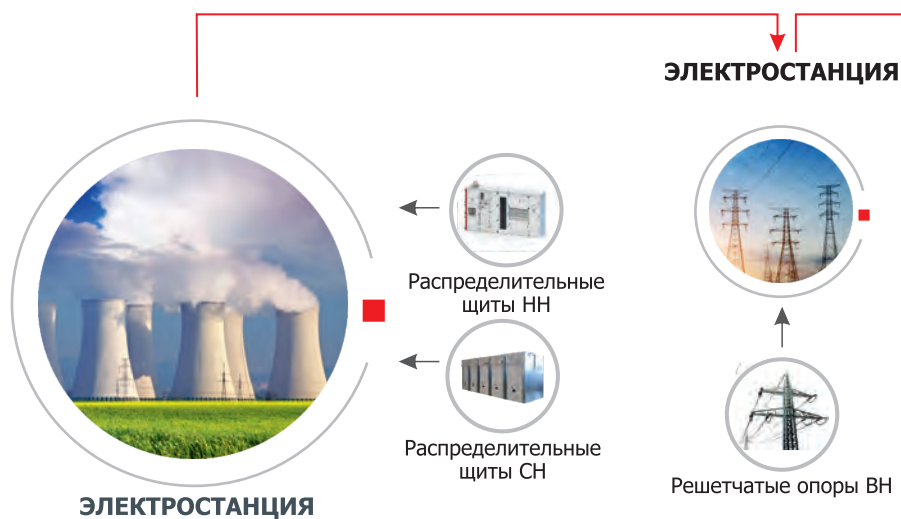 ЭЛЕКТРОСТАНЦИЯ
Распределительные
щиты НН
Распределительные
щиты СН
Решетчатые опоры ВН
ЭЛЕКТРОСТАНЦИЯ